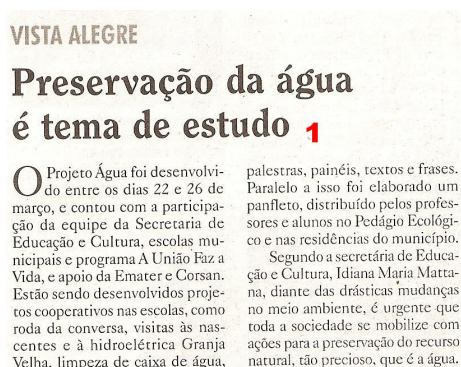 VISTA ALEGRE
Preservação da água
é tema de estudo 1
O Projeto Água foi desenvolvi-
do entre os dias 22 e 26 de
março, e contou com a participa-
ção da equipe da Secretaria de
Educação e Cultura, escolas mu-
nicipais e programa A União Faz a
Vida, e apoio da Emater e Corsan.
Estão sendo desenvolvidos proje-
tos cooperativos nas escolas, como
roda da conversa, visitas às nas-
centes e à hidroelétrica Granja
Velha, limpeza de caixa de água,
palestras, painéis, textos e frases.
Paralelo a isso foi elaborado um
panfleto, distribuído pelos profes-
sores e alunos no Pedágio Ecológi-
co e nas residências do município.
Segundo a secretária de Educa-
ção e Cultura, Idiana Maria Matta-
na, diante das drásticas mudanças
no meio ambiente, é urgente que
toda a sociedade se mobilize com
ações para a preservação do recurso
natural, tão precioso, que é a água.